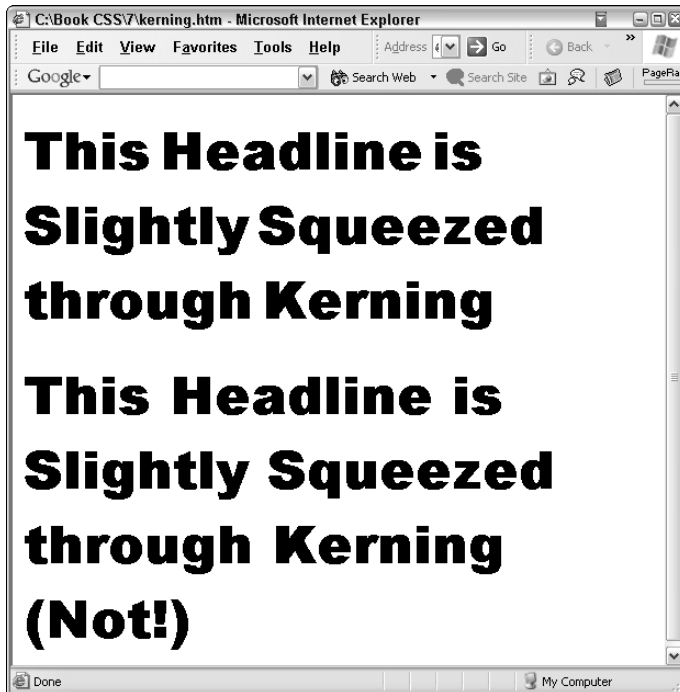 C:\Book CSS\7\kerning.htm - Microsoft Internet Explorer
File Edit View Favorites Tools Help Address Go Back »
Google Search Web Search Site PageRa
This Headline is
Slightly Squeezed
through Kerning
This Headline is
Slightly Squeezed
through Kerning
(Not!)
Done My Computer